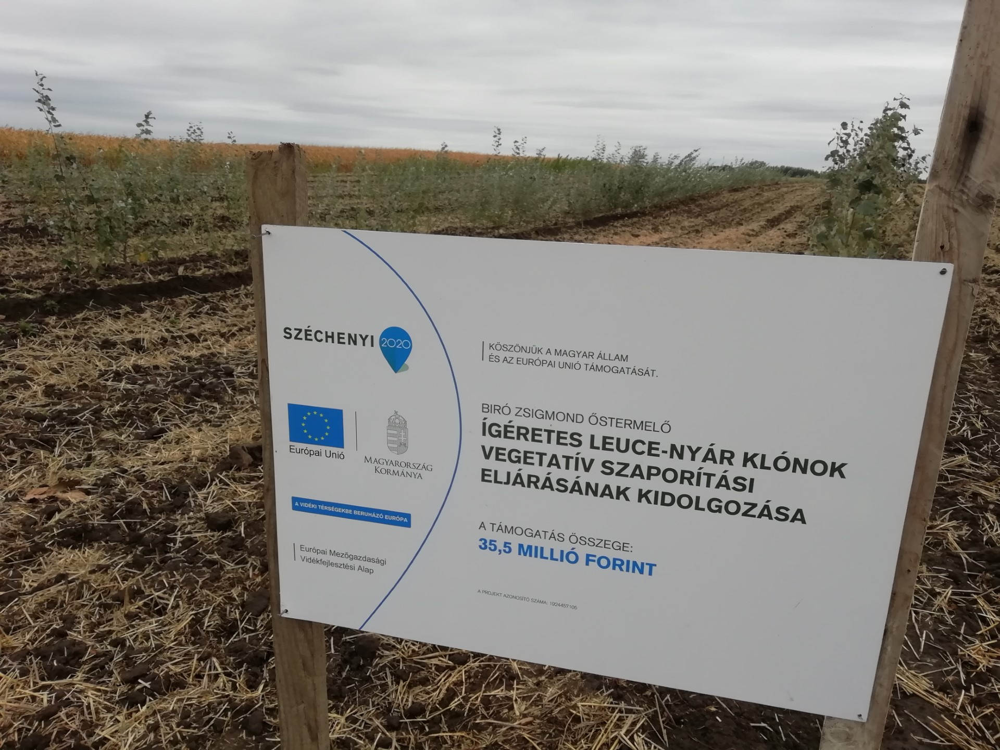 SZÉCHENYI 2020
Európai Unió
MAGYARORSZÁG
KORMÁNYA
A VIDÉKI TÉRSÉGEKBE BERUHÁZÓ EURÓPA
Európai Mezőgazdasági
Vidékfejlesztési Alap
KÖSZÖNJÜK A MAGYAR ÁLLAM
ÉS AZ EURÓPAI UNIÓ TÁMOGATÁSÁT.
BIRÓ ZSIGMOND ŐSTERMELŐ
ÍGÉRETES LEUCE-NYÁR KLÓNOK
VEGETATÍV SZAPORÍTÁSI
ELJÁRÁSÁNAK KIDOLGOZÁSA
A TÁMOGATÁS ÖSSZEGE:
35,5 MILLIÓ FORINT
A PROJEKT AZONOSÍTÓ SZÁMA: 1924457105